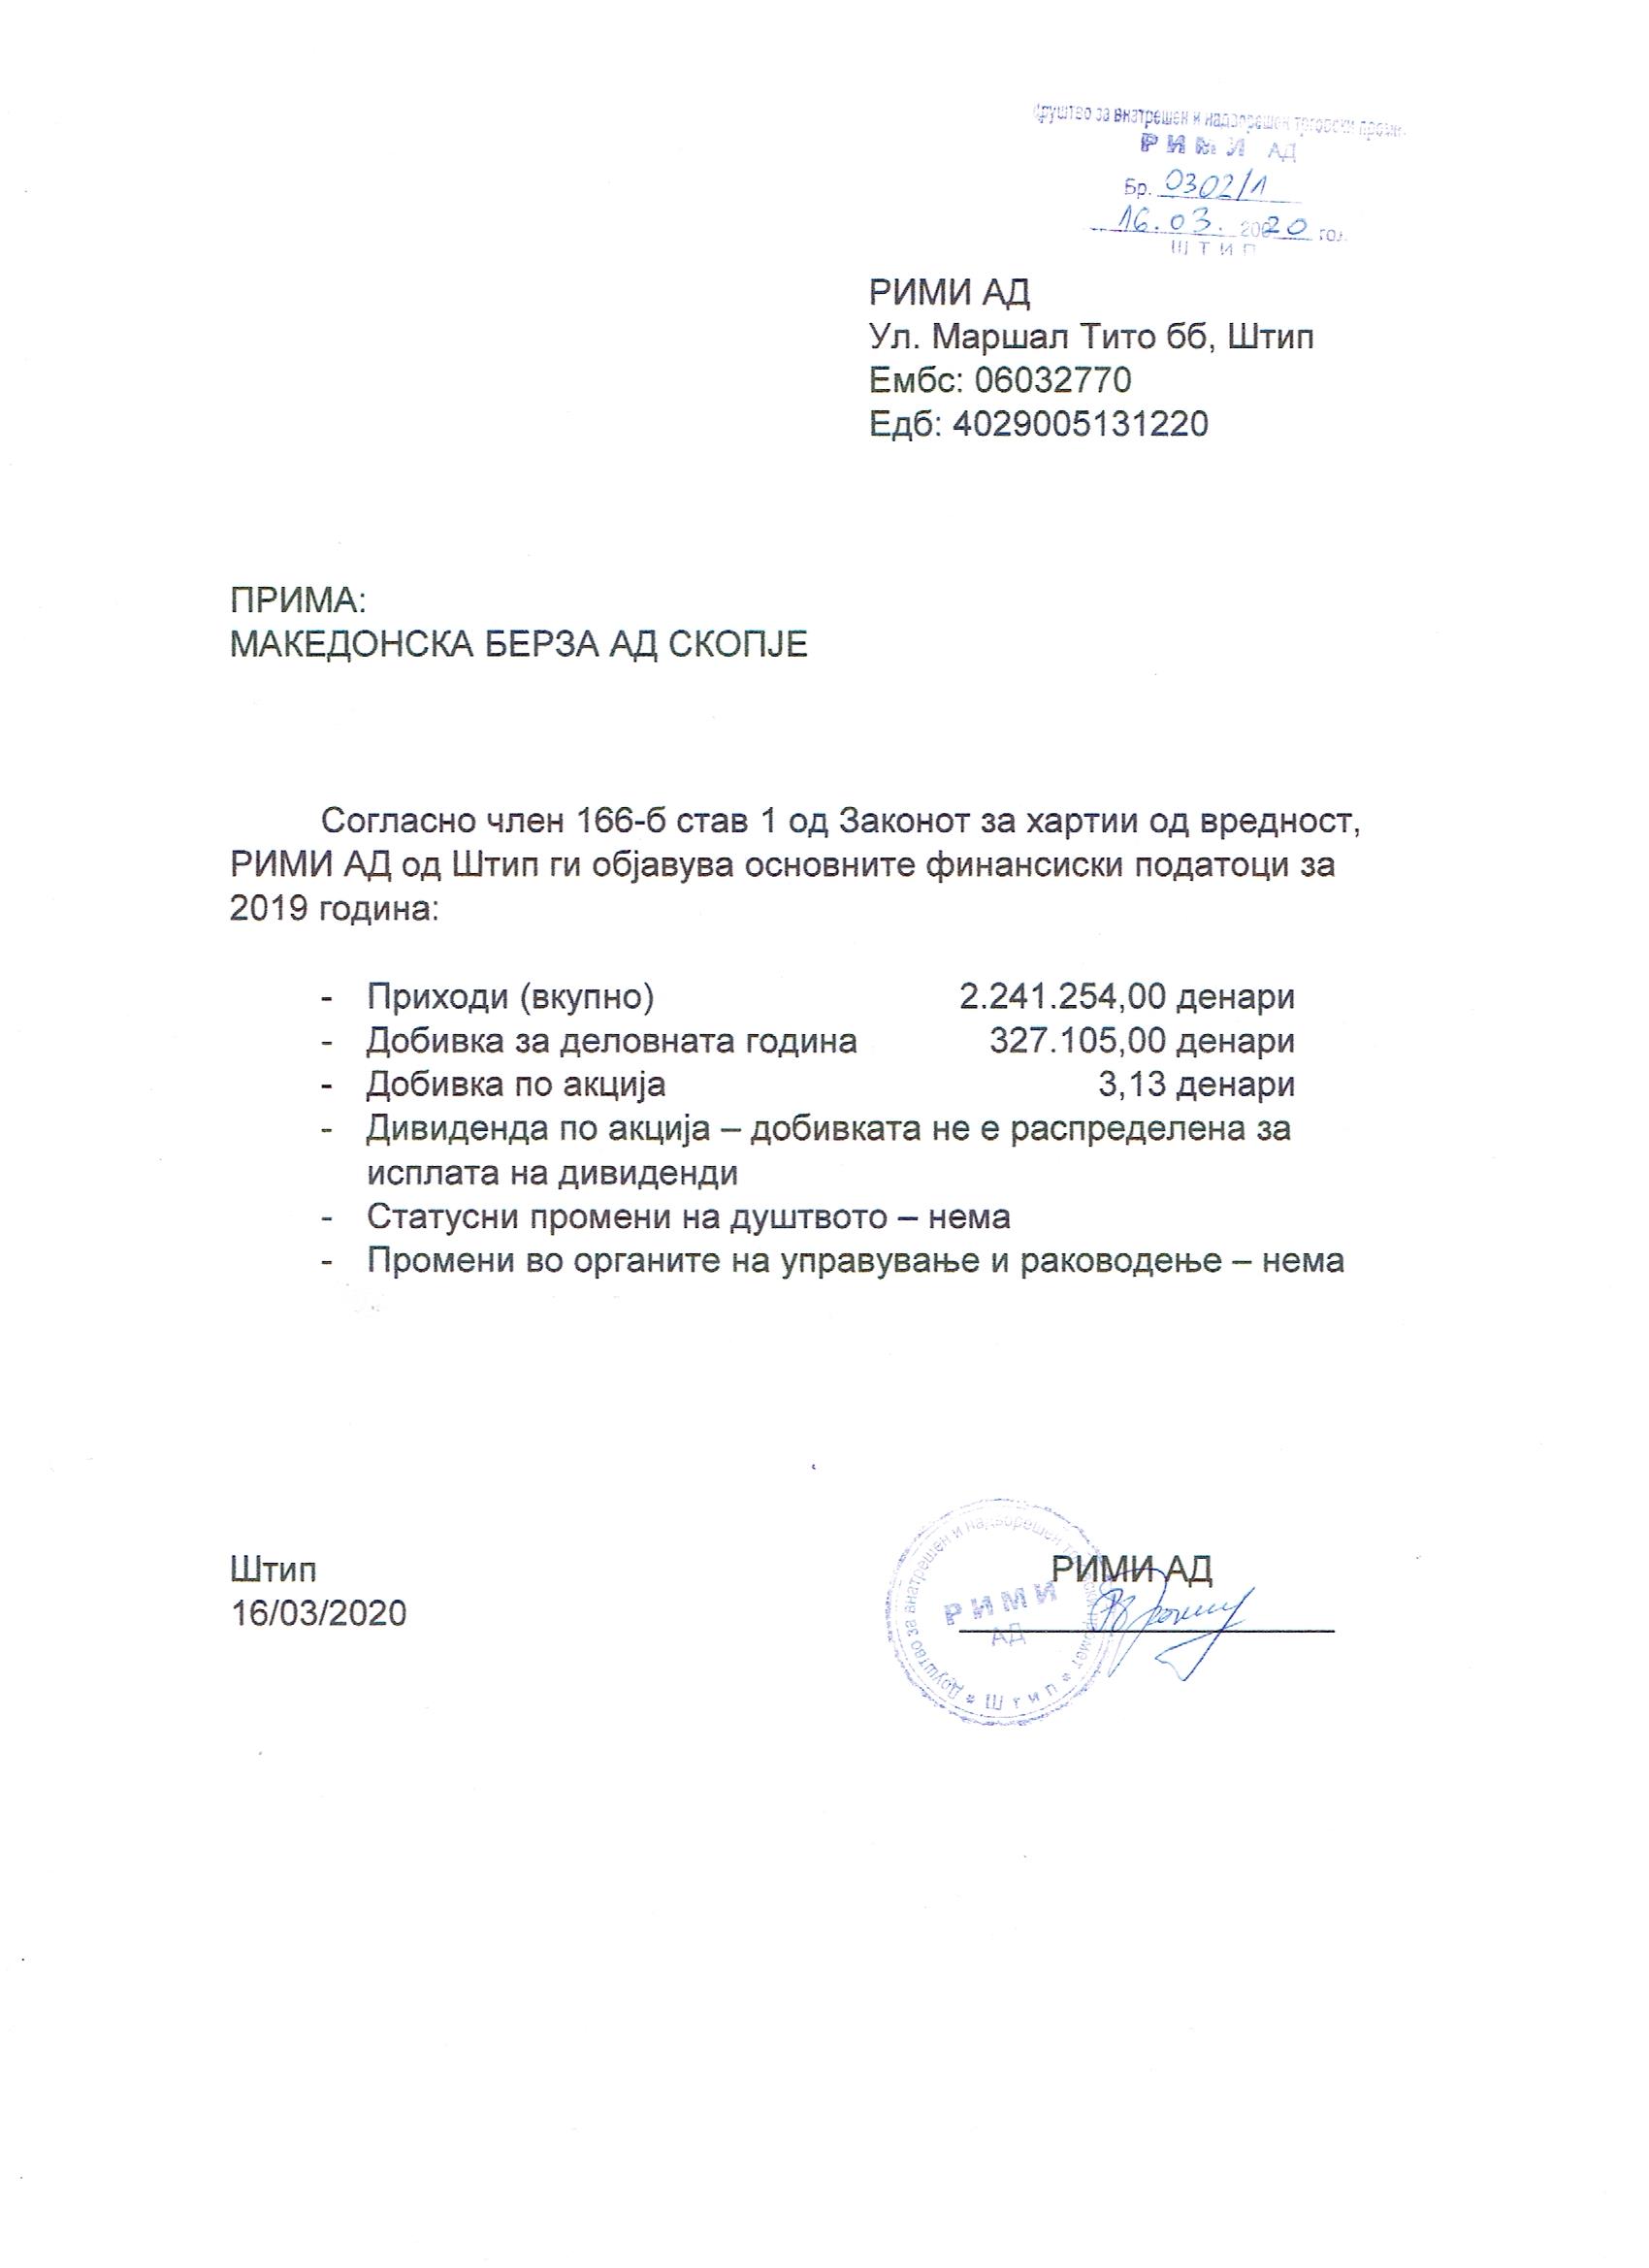 друштво за внатрешен и надворешен трговски промет
РИМИ АД
Бр. 0302/1
16.03. 20020 год.
ШТИП
РИМИ АД
Ул. Маршал Тито бб, Штип
Ембс: 06032770
Едб: 4029005131220
ПРИМА:
МАКЕДОНСКА БЕРЗА АД СКОПЈЕ
Согласно член 166-б став 1 од Законот за хартии од вредност,
РИМИ АД од Штип ги објавува основните финансиски податоци за
2019 година:
- Приходи (вкупно) 2.241.254,00 денари
- Добивка за деловната година 327.105,00 денари
- Добивка по акција 3,13 денари
- Дивиденда по акција – добивката не е распределена за
исплата на дивиденди
- Статусни промени на душтвото – нема
- Промени во органите на управување и раководење – нема
Штип
16/03/2020
РИМИ АД
Друштво за внатрешен и надворешен трговски промет * Штип *
РИМИ
АД